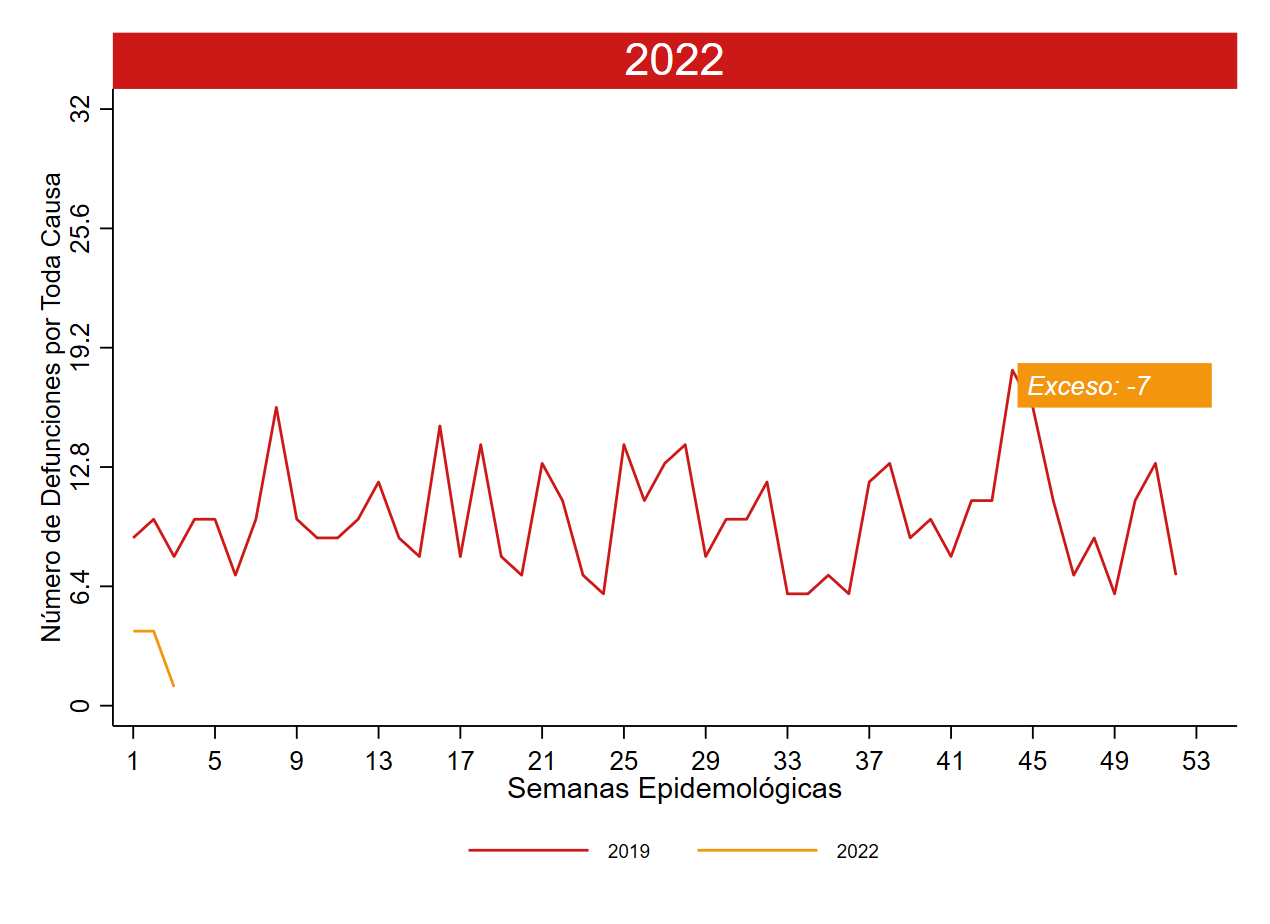 2022
Número de Defunciones por Toda Causa
32
25.6
19.2
12.8
6.4
0
Exceso: -7
1 5 9 13 17 21 25 29 33 37 41 45 49 53
Semanas Epidemológicas
2019 2022